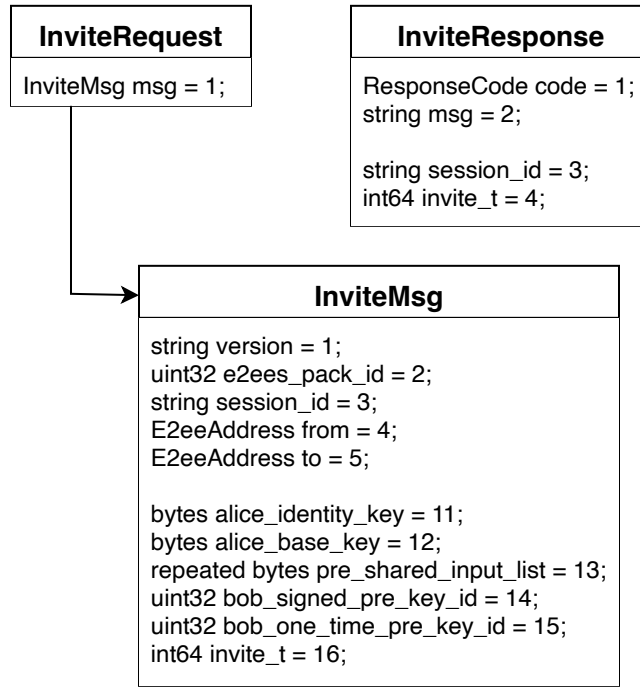 InviteRequest
InviteMsg msg = 1;
InviteResponse
ResponseCode code = 1;
string msg = 2;
string session_id = 3;
int64 invite_t = 4;
InviteMsg
string version = 1;
uint32 e2ees_pack_id = 2;
string session_id = 3;
E2eeAddress from = 4;
E2eeAddress to = 5;
bytes alice_identity_key = 11;
bytes alice_base_key = 12;
repeated bytes pre_shared_input_list = 13;
uint32 bob_signed_pre_key_id = 14;
uint32 bob_one_time_pre_key_id = 15;
int64 invite_t = 16;